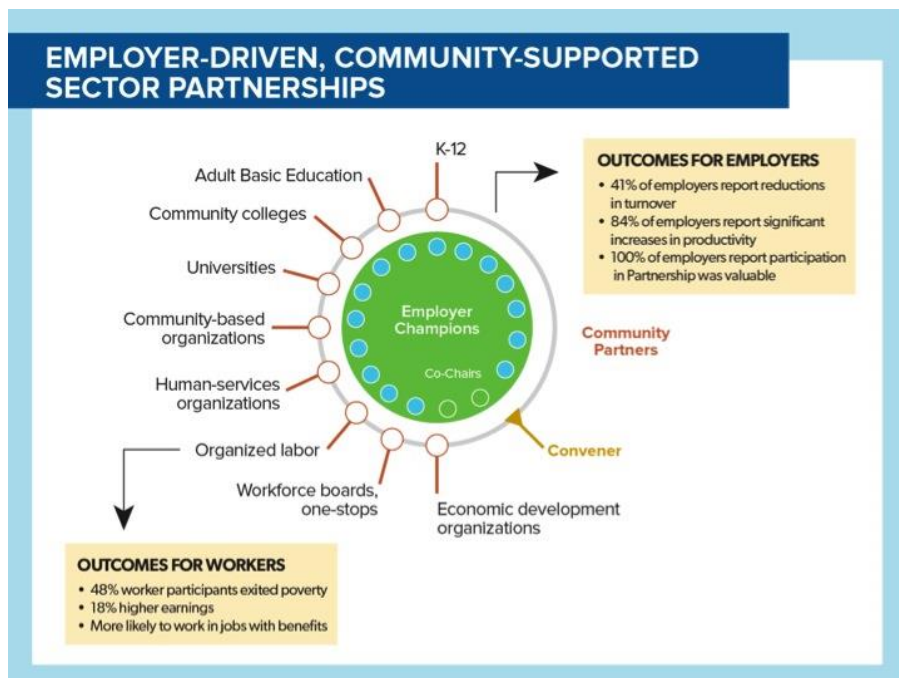 EMPLOYER-DRIVEN, COMMUNITY-SUPPORTED
SECTOR PARTNERSHIPS
K-12
Adult Basic Education
Community colleges
Universities
Community-based
organizations
Human-services
organizations
Organized labor
Workforce boards,
one-stops
Economic development
organizations
Employer
Champions
Co-Chairs
Convener
Community
Partners
OUTCOMES FOR EMPLOYERS
• 41% of employers report reductions
in turnover
• 84% of employers report significant
increases in productivity
• 100% of employers report participation
in Partnership was valuable
OUTCOMES FOR WORKERS
• 48% worker participants exited poverty
• 18% higher earnings
• More likely to work in jobs with benefits